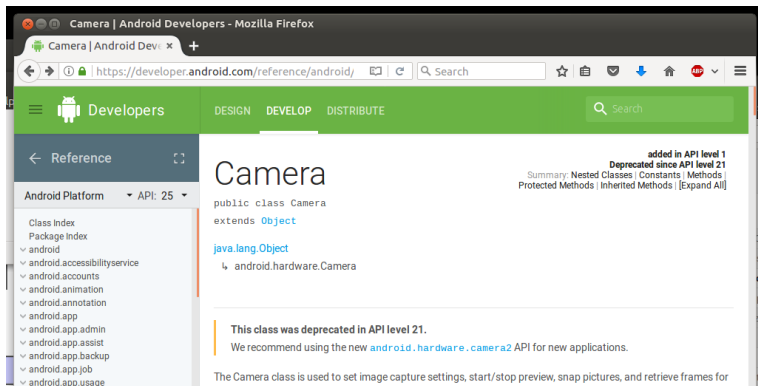 Camera | Android Developers - Mozilla Firefox
Camera | Android Deve × +
https://developer.android.com/reference/android/ Search ABP
Developers DESIGN DEVELOP DISTRIBUTE Search
Reference
Android Platform API: 25
Class Index
Package Index
android
android.accessibilityservice
android.accounts
android.animation
android.annotation
android.app
android.app.admin
android.app.assist
android.app.backup
android.app.job
android.app.usage
added in API level 1
Deprecated since API level 21
Summary: Nested Classes | Constants | Methods |
Protected Methods | Inherited Methods | [Expand All]
Camera
public class Camera
extends Object
java.lang.Object
↳ android.hardware.Camera
This class was deprecated in API level 21.
We recommend using the new android.hardware.camera2 API for new applications.
The Camera class is used to set image capture settings, start/stop preview, snap pictures, and retrieve frames for